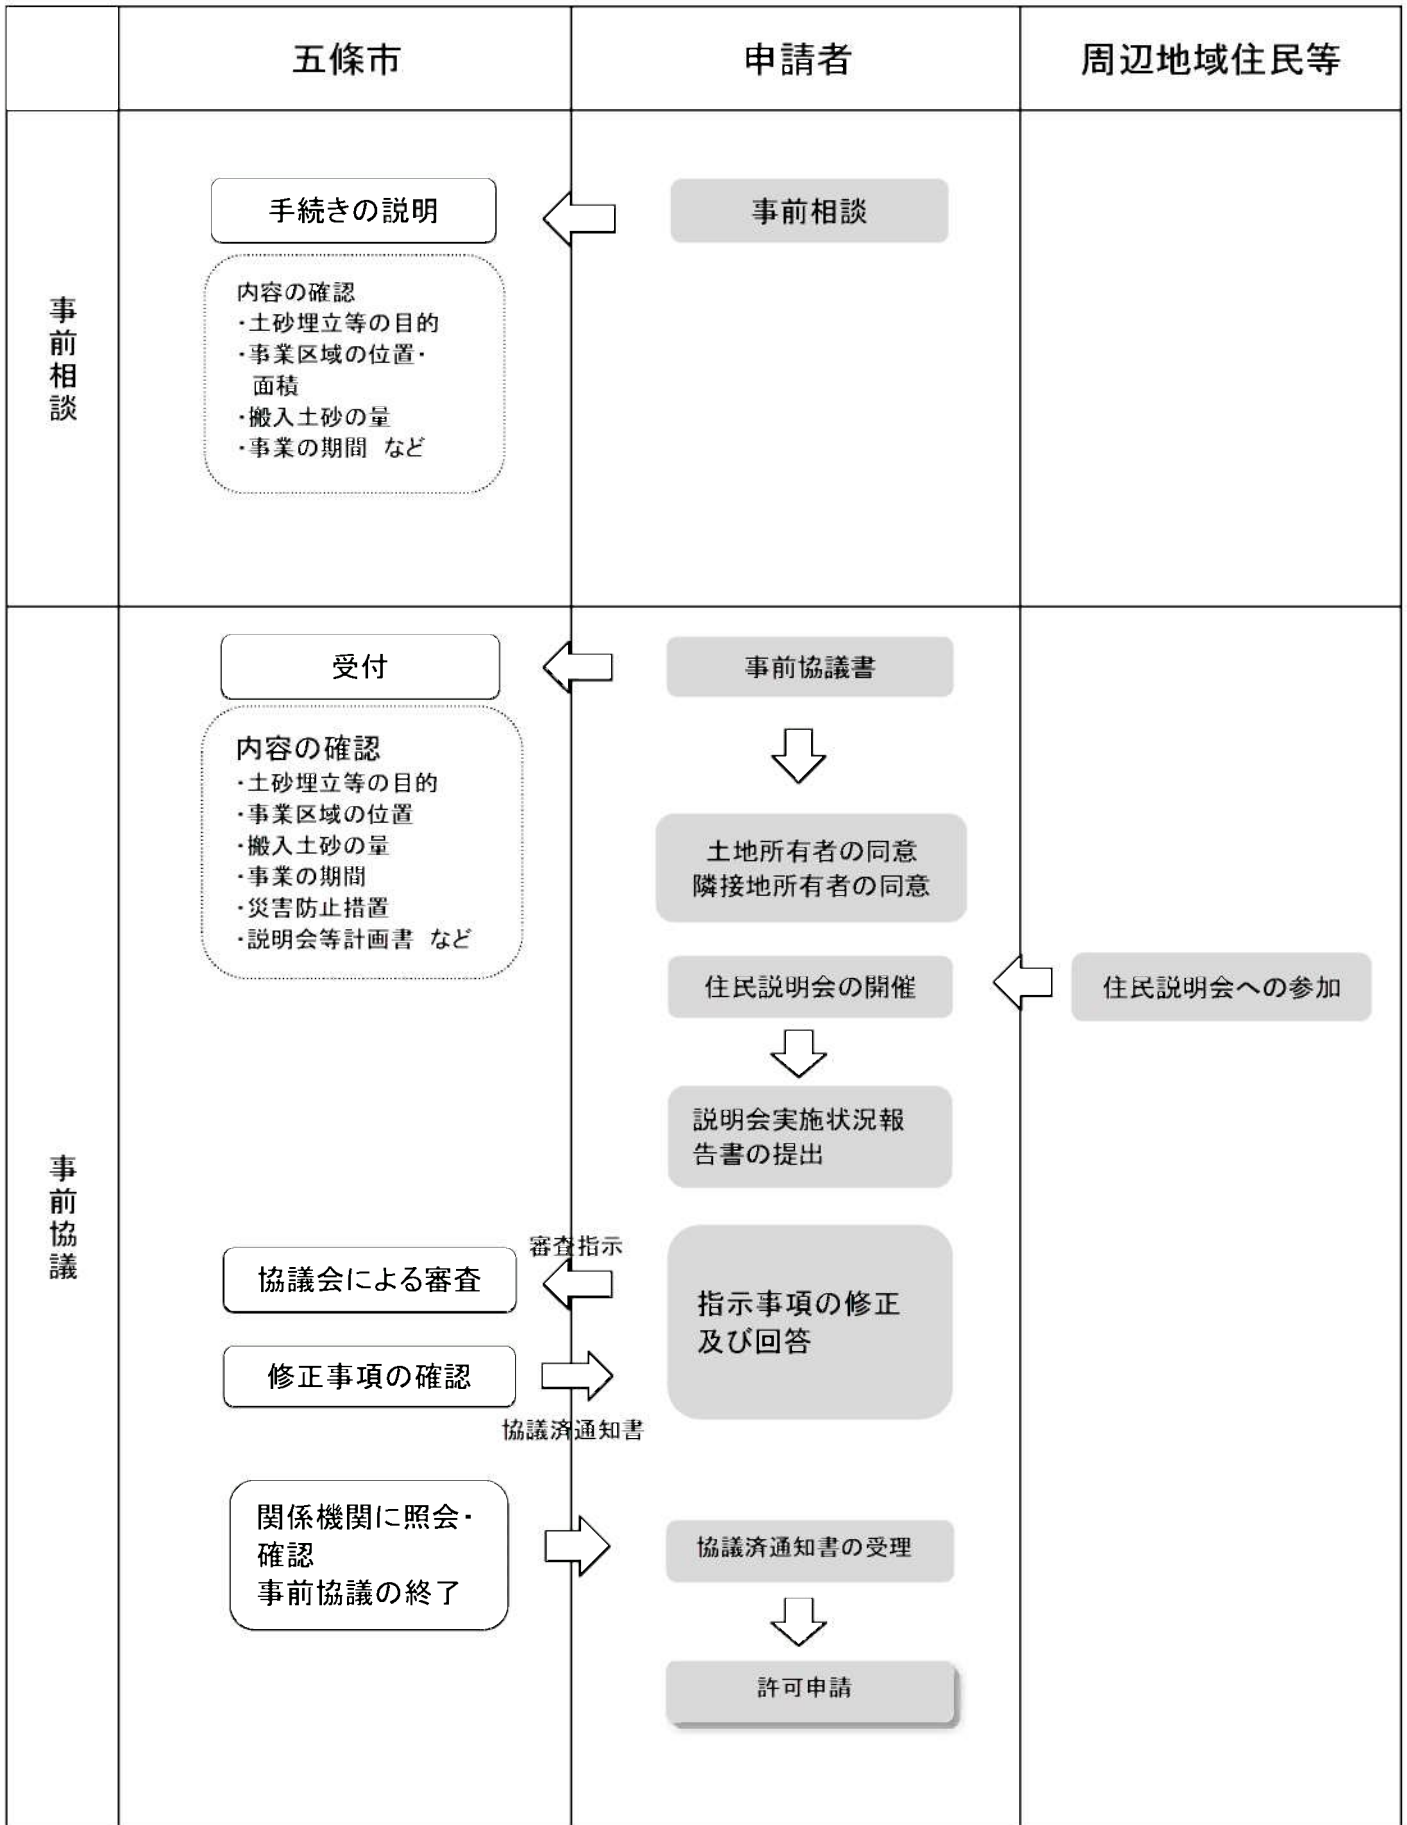 五條市
申請者
周辺地域住民等
事前相談
手続きの説明
事前相談
内容の確認
・土砂埋立等の目的
・事業区域の位置・
面積
・搬入土砂の量
・事業の期間 など
事前協議
受付
事前協議書
内容の確認
・土砂埋立等の目的
・事業区域の位置
・搬入土砂の量
・事業の期間
・災害防止措置
・説明会等計画書 など
土地所有者の同意
隣接地所有者の同意
住民説明会の開催
住民説明会への参加
説明会実施状況報
告書の提出
審査指示
協議会による審査
指示事項の修正
及び回答
修正事項の確認
協議済通知書
関係機関に照会・
確認
事前協議の終了
協議済通知書の受理
許可申請